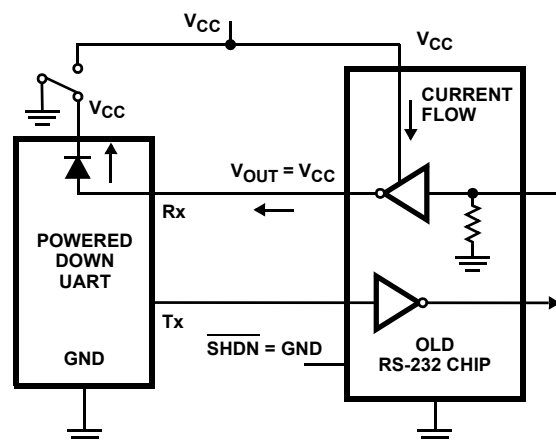 VCC
VCC
VCC
CURRENT
FLOW
VOUT = VCC
Rx
POWERED
DOWN
UART
Tx
GND
SHDN = GND
OLD
RS-232 CHIP